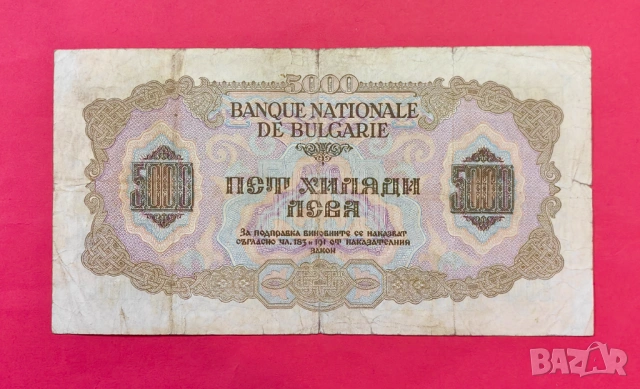 5000
BANQUE NATIONALE
DE BULGARIE
5000 ПЕТ ХИЛЯДИ 5000
ЛЕВА
ЗА ПОДПРАВКА ВИНОВНИТЕ СЕ НАКАЗВАТ
СЪГЛАСНО ЧЛ. 183 И 191 ОТ НАКАЗАТЕЛНИЯ
ЗАКОН
BAZAR